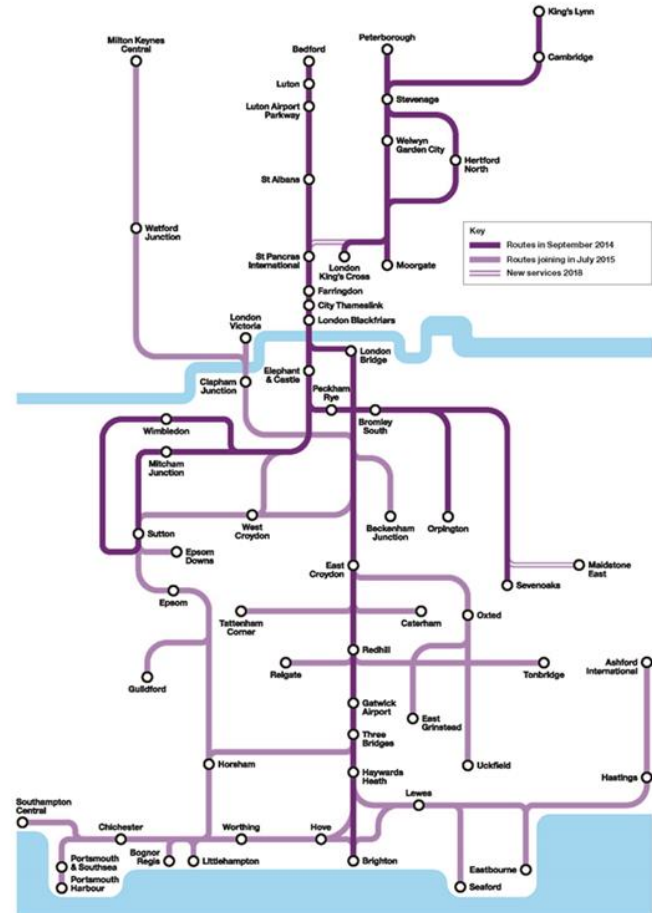 King's Lynn
Milton Keynes
Central
Bedford
Peterborough
Cambridge
Luton
Luton Airport
Parkway
Stevenage
Welwyn
Garden City
Hertford
North
St Albans
Watford
Junction
Key
Routes in September 2014
Routes joining in July 2015
New services 2018
St Pancras
International
London
King's Cross
Moorgate
Farringdon
City Thameslink
London Blackfriars
London
Victoria
London
Bridge
Elephant
& Castle
Clapham
Junction
Peckham
Rye
Bromley
South
Wimbledon
Mitcham
Junction
Sutton
West
Croydon
Beckenham
Junction
Orpington
Epsom
Downs
East
Croydon
Maidstone
East
Sevenoaks
Epsom
Tattenham
Corner
Caterham
Oxted
Redhill
Reigate
Tonbridge
Ashford
International
Guildford
Gatwick
Airport
East
Grinstead
Three
Bridges
Horsham
Haywards
Heath
Uckfield
Hastings
Lewes
Southampton
Central
Chichester
Worthing
Hove
Portsmouth
& Southsea
Bognor
Regis
Littlehampton
Brighton
Eastbourne
Portsmouth
Harbour
Seaford